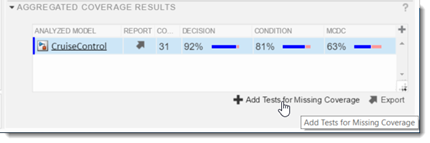 AGGREGATED COVERAGE RESULTS ?
ANALYZED MODEL REPORT CO... DECISION CONDITION MCDC
CruiseControl 31 92% 81% 63%
Add Tests for Missing Coverage Export
Add Tests for Missing Coverage